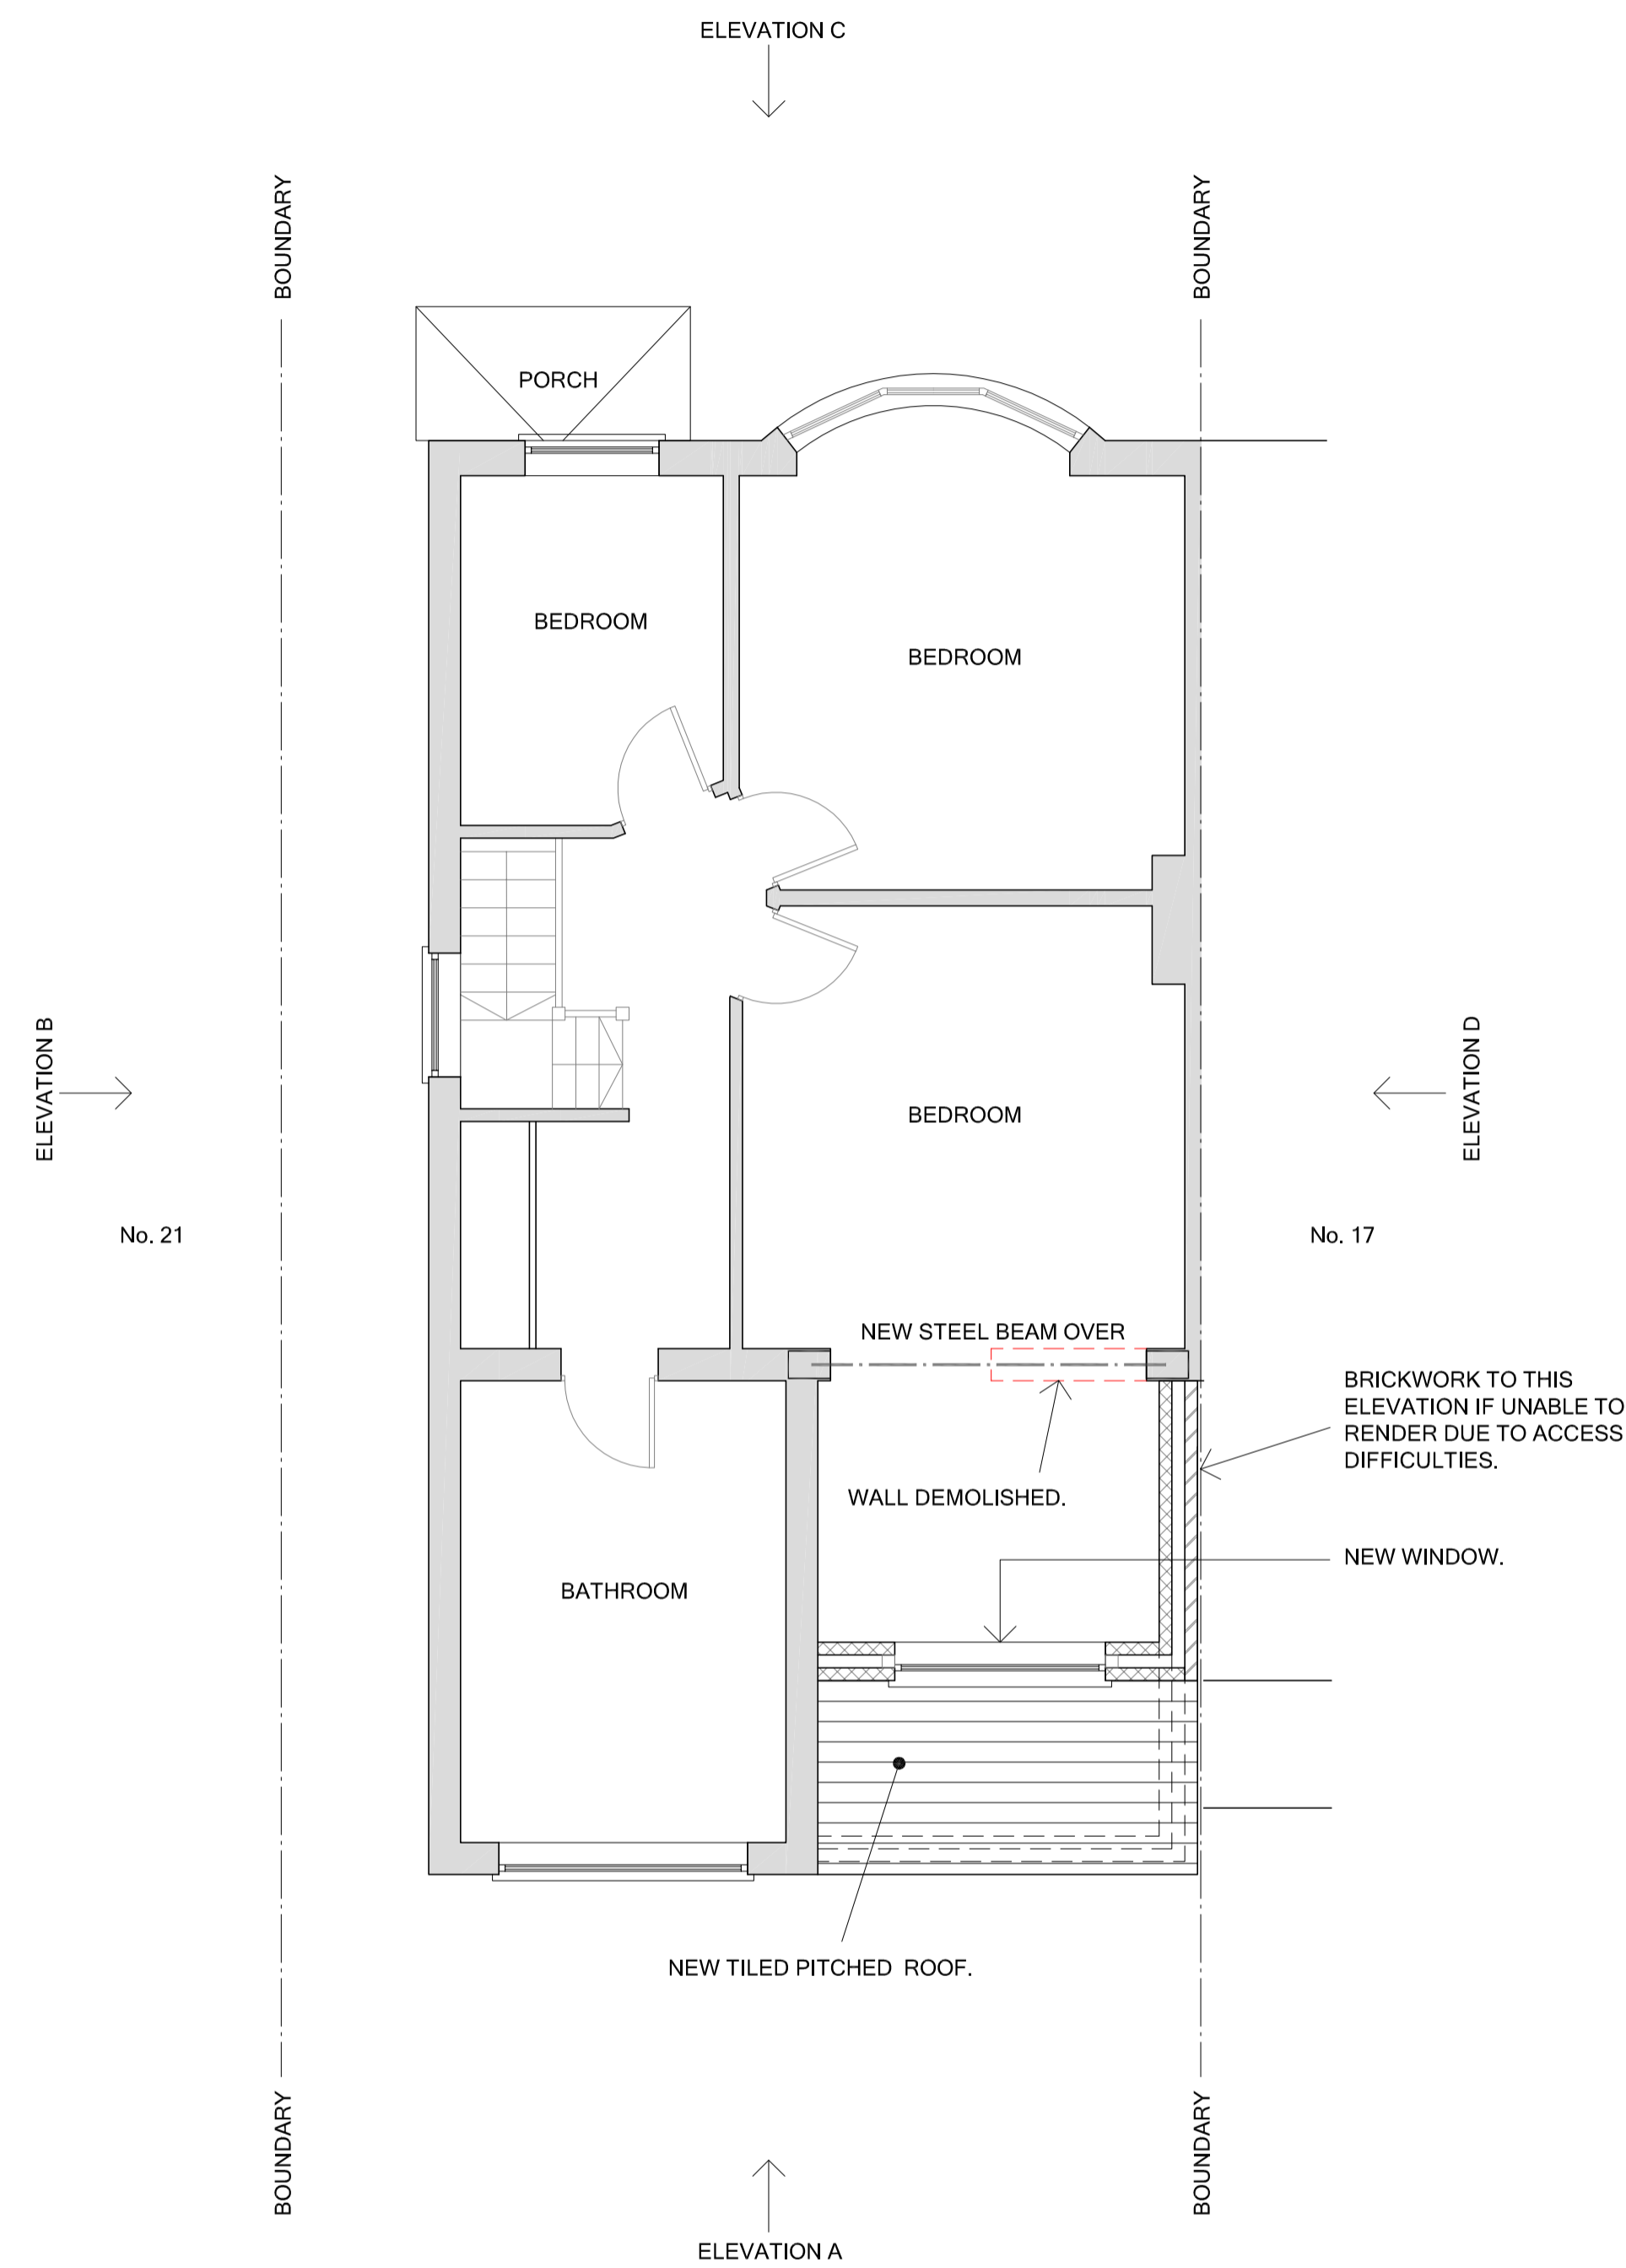 ELEVATION C
BOUNDARY
BOUNDARY
PORCH
BEDROOM
BEDROOM
ELEVATION B
ELEVATION D
BEDROOM
No. 21
No. 17
NEW STEEL BEAM OVER
BRICKWORK TO THIS
ELEVATION IF UNABLE TO
RENDER DUE TO ACCESS
DIFFICULTIES.
WALL DEMOLISHED.
NEW WINDOW.
BATHROOM
NEW TILED PITCHED ROOF.
BOUNDARY
BOUNDARY
ELEVATION A